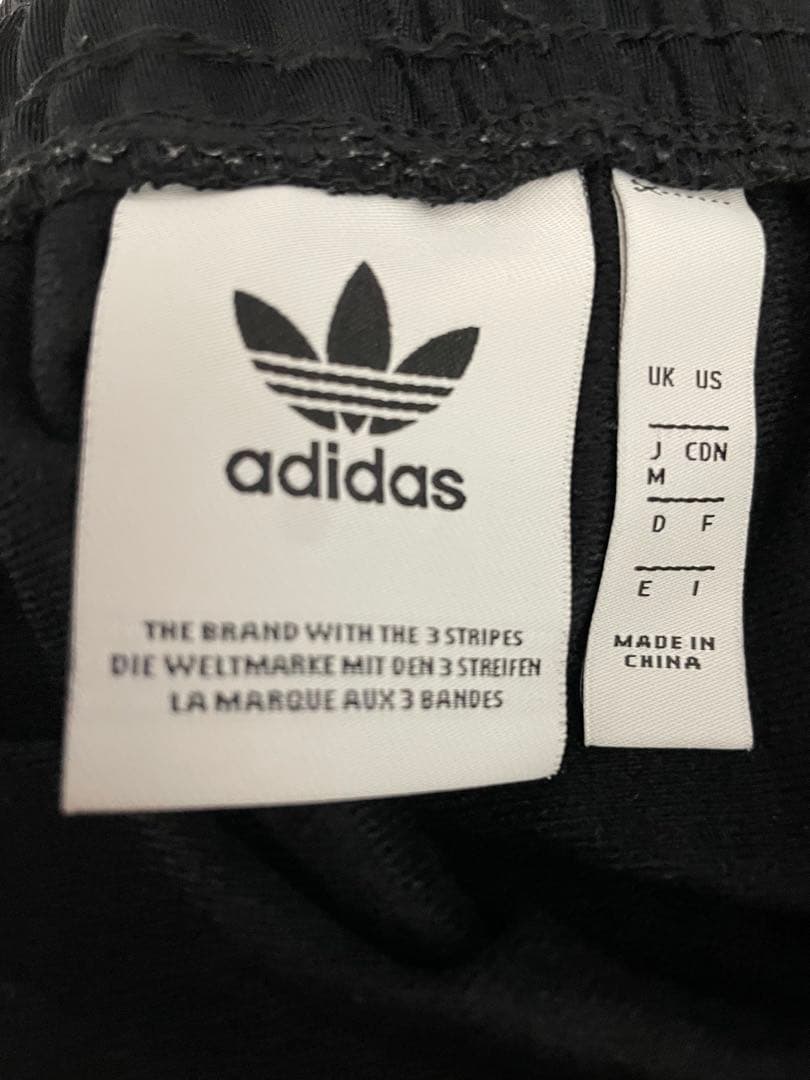 adidas
THE BRAND WITH THE 3 STRIPES
DIE WELTMARKE MIT DEN 3 STREIFEN
LA MARQUE AUX 3 BANDES
UK US
J CDN
M
D F
E I
MADE IN
CHINA